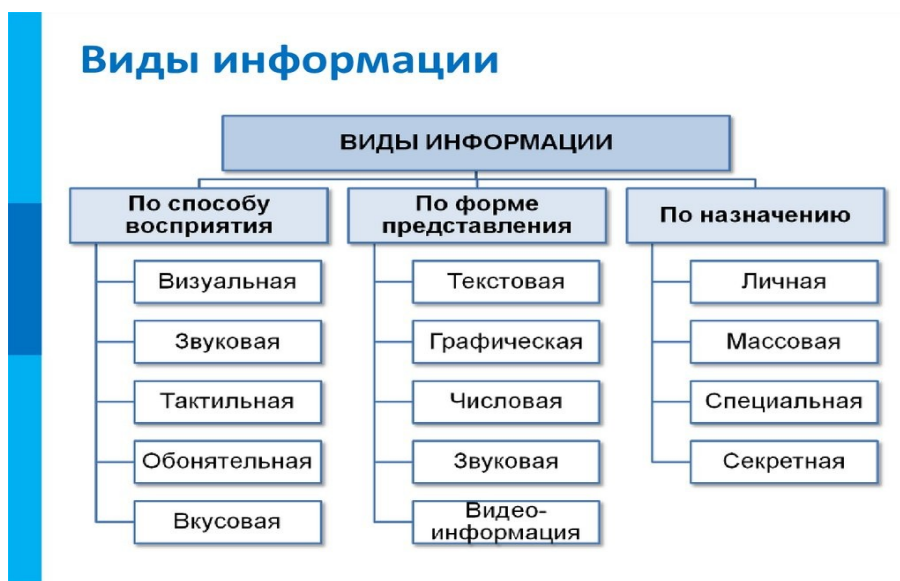 Виды информации
ВИДЫ ИНФОРМАЦИИ
По способу
восприятия
Визуальная
Звуковая
Тактильная
Обонятельная
Вкусовая
По форме
представления
Текстовая
Графическая
Числовая
Звуковая
Видео-
информация
По назначению
Личная
Массовая
Специальная
Секретная